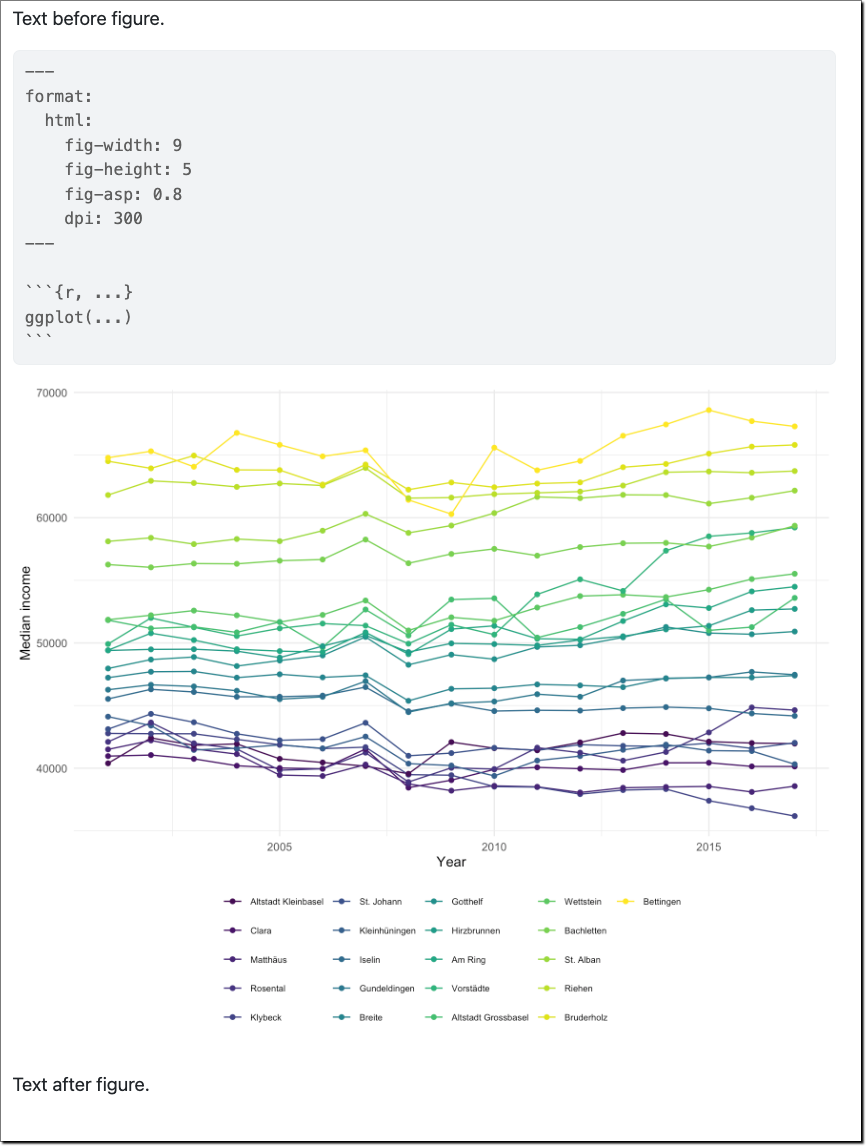 Text before figure.
---
format:
  html:
    fig-width: 9
    fig-height: 5
    fig-asp: 0.8
    dpi: 300
---
```{r, ...}
ggplot(...)
```
70000
60000
50000
40000
Median income
2005 2010 2015
Year
Altstadt Kleinbasel St. Johann Gotthelf Wettstein Bettingen
Clara Kleinhüningen Hirzbrunnen Bachletten
Matthäus Iselin Am Ring St. Alban
Rosental Gundeldingen Vorstädte Riehen
Klybeck Breite Altstadt Grossbasel Bruderholz
Text after figure.